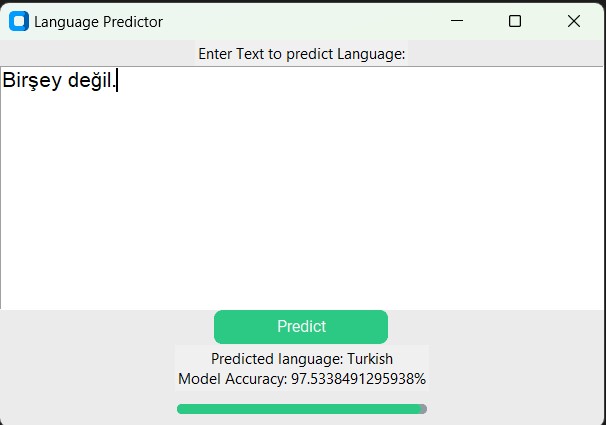 Language Predictor
Enter Text to predict Language:
Birşey değil.
Predict
Predicted language: Turkish
Model Accuracy: 97.5338491295938%